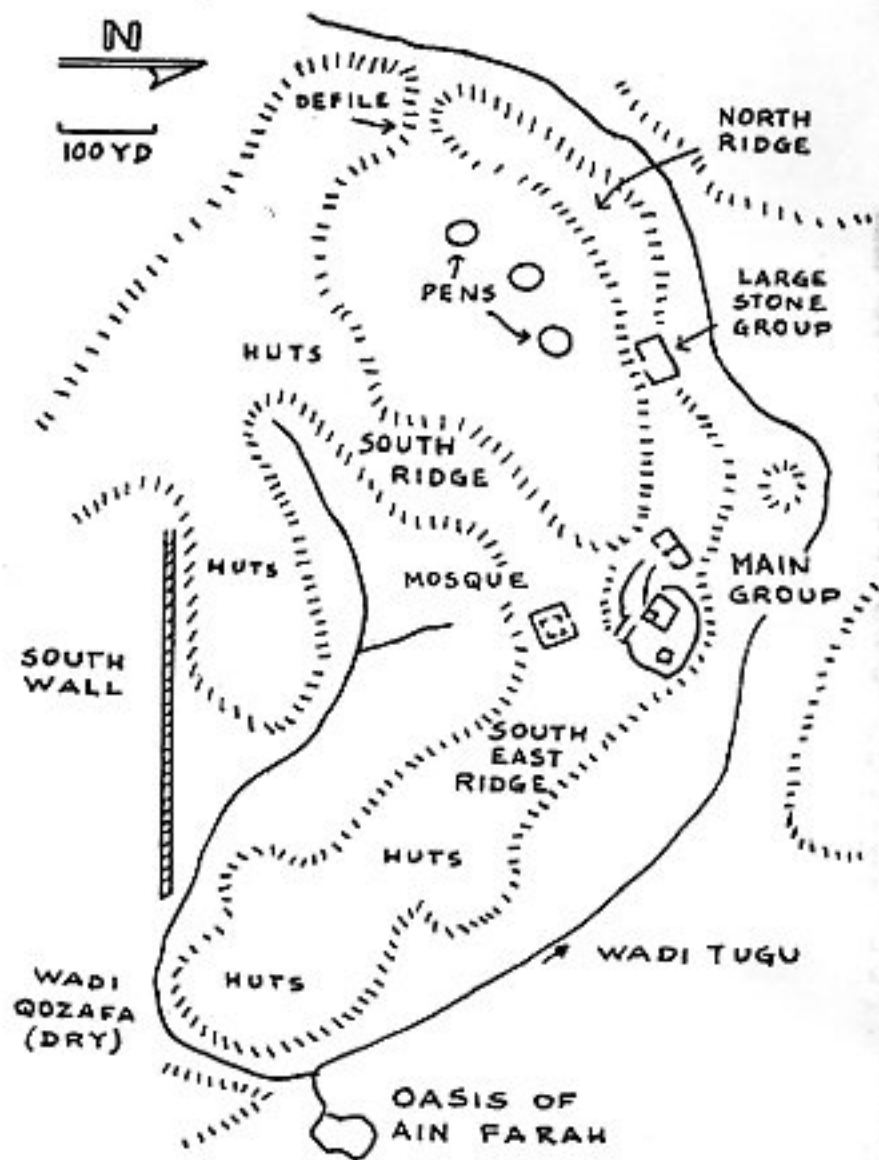 N
100 YD
DEFILE
NORTH
RIDGE
PENS
LARGE
STONE
GROUP
HUTS
SOUTH
RIDGE
HUTS
MOSQUE
MAIN
GROUP
SOUTH
WALL
SOUTH
EAST
RIDGE
HUTS
HUTS
WADI TUGU
WADI
QOZAFA
(DRY)
OASIS OF
AIN FARAH